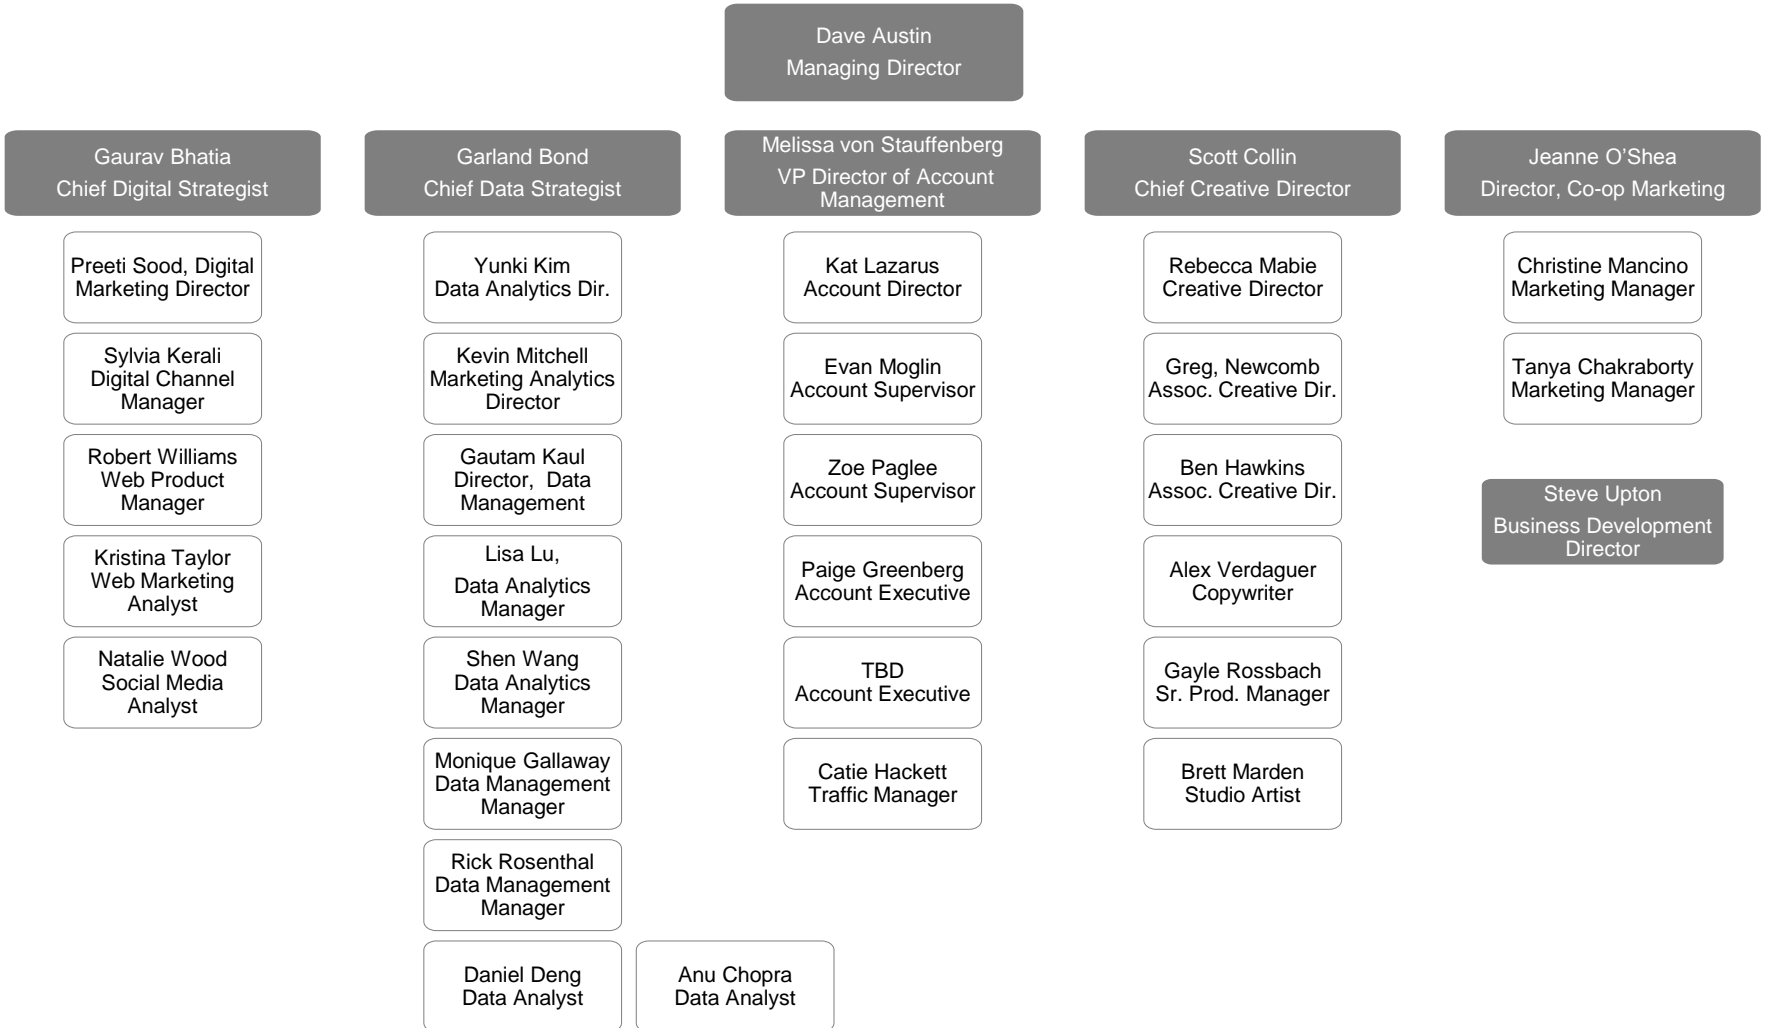 Dave Austin
Managing Director
Gaurav Bhatia
Chief Digital Strategist
Preeti Sood, Digital
Marketing Director
Sylvia Kerali
Digital Channel
Manager
Robert Williams
Web Product
Manager
Kristina Taylor
Web Marketing
Analyst
Natalie Wood
Social Media
Analyst
Garland Bond
Chief Data Strategist
Yunki Kim
Data Analytics Dir.
Kevin Mitchell
Marketing Analytics
Director
Gautam Kaul
Director,  Data
Management
Lisa Lu,
Data Analytics
Manager
Shen Wang
Data Analytics
Manager
Monique Gallaway
Data Management
Manager
Rick Rosenthal
Data Management
Manager
Daniel Deng
Data Analyst
Anu Chopra
Data Analyst
Melissa von Stauffenberg
VP Director of Account
Management
Kat Lazarus
Account Director
Evan Moglin
Account Supervisor
Zoe Paglee
Account Supervisor
Paige Greenberg
Account Executive
TBD
Account Executive
Catie Hackett
Traffic Manager
Scott Collin
Chief Creative Director
Rebecca Mabie
Creative Director
Greg, Newcomb
Assoc. Creative Dir.
Ben Hawkins
Assoc. Creative Dir.
Alex Verdaguer
Copywriter
Gayle Rossbach
Sr. Prod. Manager
Brett Marden
Studio Artist
Jeanne O’Shea
Director, Co-op Marketing
Christine Mancino
Marketing Manager
Tanya Chakraborty
Marketing Manager
Steve Upton
Business Development
Director